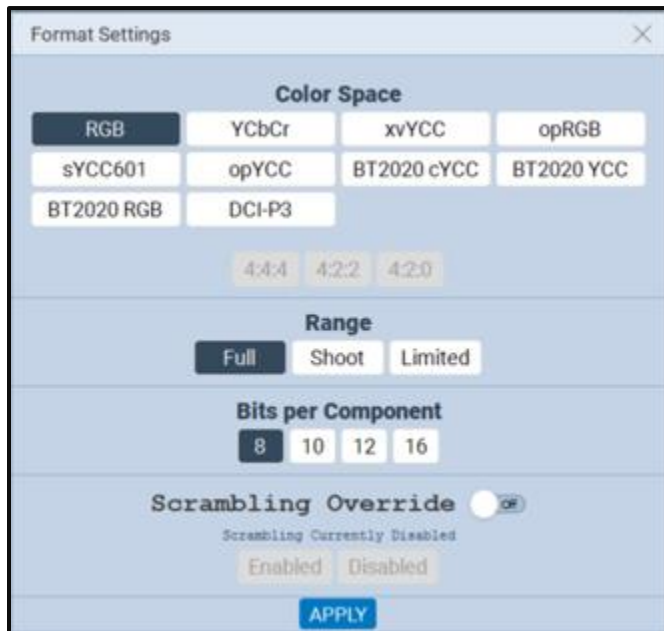 Format Settings
Color Space
RGB YCbCr xvYCC opRGB
sYCC601 opYCC BT2020 cYCC BT2020 YCC
BT2020 RGB DCI-P3
4:4:4 4:2:2 4:2:0
Range
Full Shoot Limited
Bits per Component
8 10 12 16
Scrambling Override Off
Scrambling Currently Disabled
Enabled Disabled
APPLY